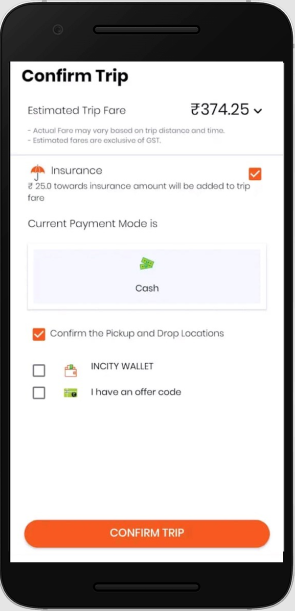 Confirm Trip
Estimated Trip Fare
₹374.25
- Actual Fare may vary based on trip distance and time.
- Estimated fares are exclusive of GST.
Insurance
₹ 25.0 towards insurance amount will be added to trip
fare
Current Payment Mode is
Cash
Confirm the Pickup and Drop Locations
INCITY WALLET
I have an offer code
CONFIRM TRIP